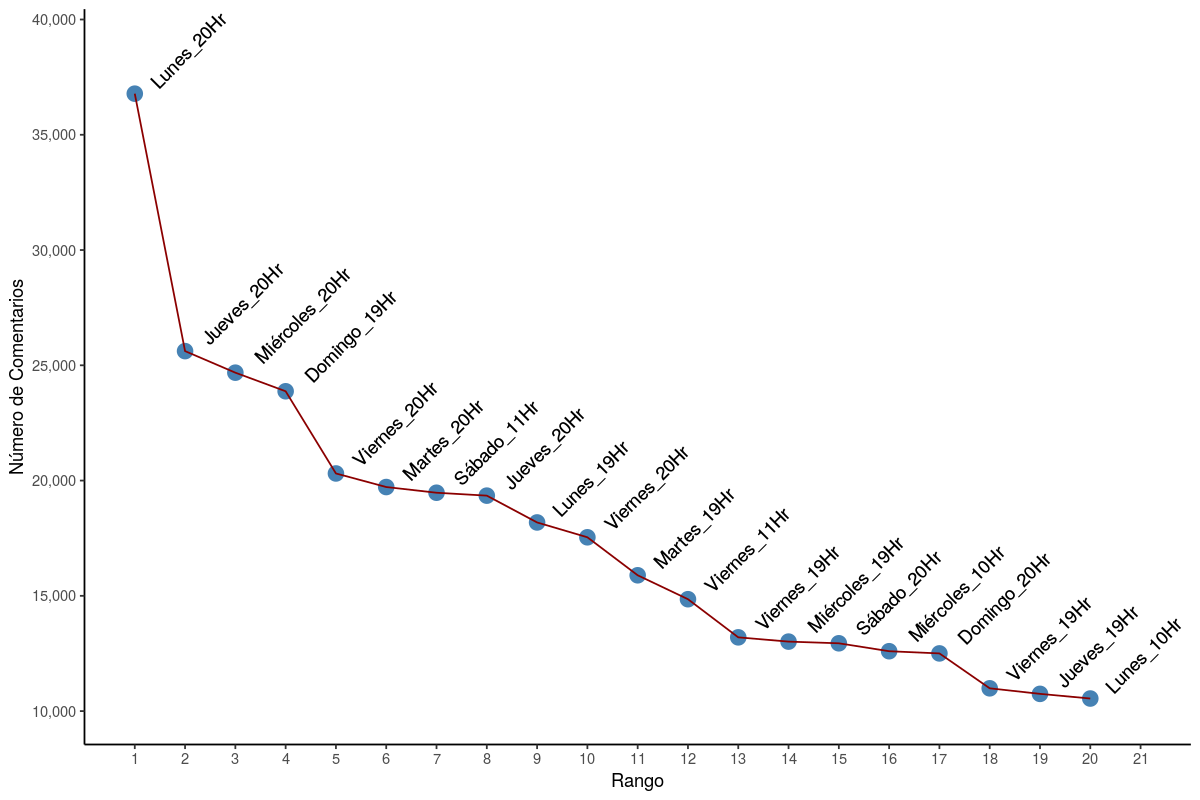 40,000
35,000
30,000
25,000
20,000
15,000
10,000
Número de Comentarios
Lunes_20Hr
Jueves_20Hr
Miércoles_20Hr
Domingo_19Hr
Viernes_20Hr
Martes_20Hr
Sábado_11Hr
Jueves_20Hr
Lunes_19Hr
Viernes_20Hr
Martes_19Hr
Viernes_11Hr
Viernes_19Hr
Miércoles_19Hr
Sábado_20Hr
Miércoles_10Hr
Domingo_20Hr
Viernes_19Hr
Jueves_19Hr
Lunes_10Hr
1 2 3 4 5 6 7 8 9 10 11 12 13 14 15 16 17 18 19 20 21
Rango